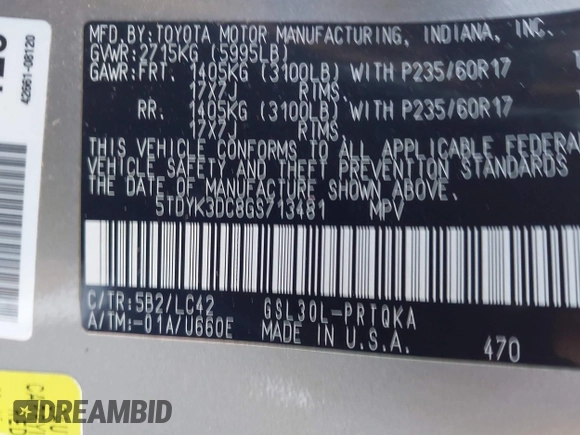 MFD.BY:TOYOTA MOTOR MANUFACTURING, INDIANA, INC.
GVWR:2715KG (5995LB)
GAWR:FRT. 1405KG (3100LB) WITH P235/60R17
17X7J RIMS,
RR. 1405KG (3100LB) WITH P235/60R17
17X7J RIMS.
THIS VEHICLE CONFORMS TO ALL APPLICABLE FEDERA
VEHICLE SAFETY AND THEFT PREVENTION STANDARDS
THE DATE OF MANUFACTURE SHOWN ABOVE.
5TDYK3DC8GS713481 MPV
C/TR:5B2/LC42 GSL30L-PRTQKA
A/TM:-01A/U660E MADE IN U.S.A. 470
42661-08120
DREAMBID